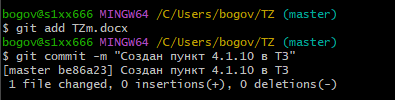 bogov@s1xx666 MINGW64 /C/Users/bogov/TZ (master)
$ git add TZm.docx
bogov@s1xx666 MINGW64 /C/Users/bogov/TZ (master)
$ git commit -m "Создан пункт 4.1.10 в ТЗ"
[master be86a23] Создан пункт 4.1.10 в ТЗ
1 file changed, 0 insertions(+), 0 deletions(-)